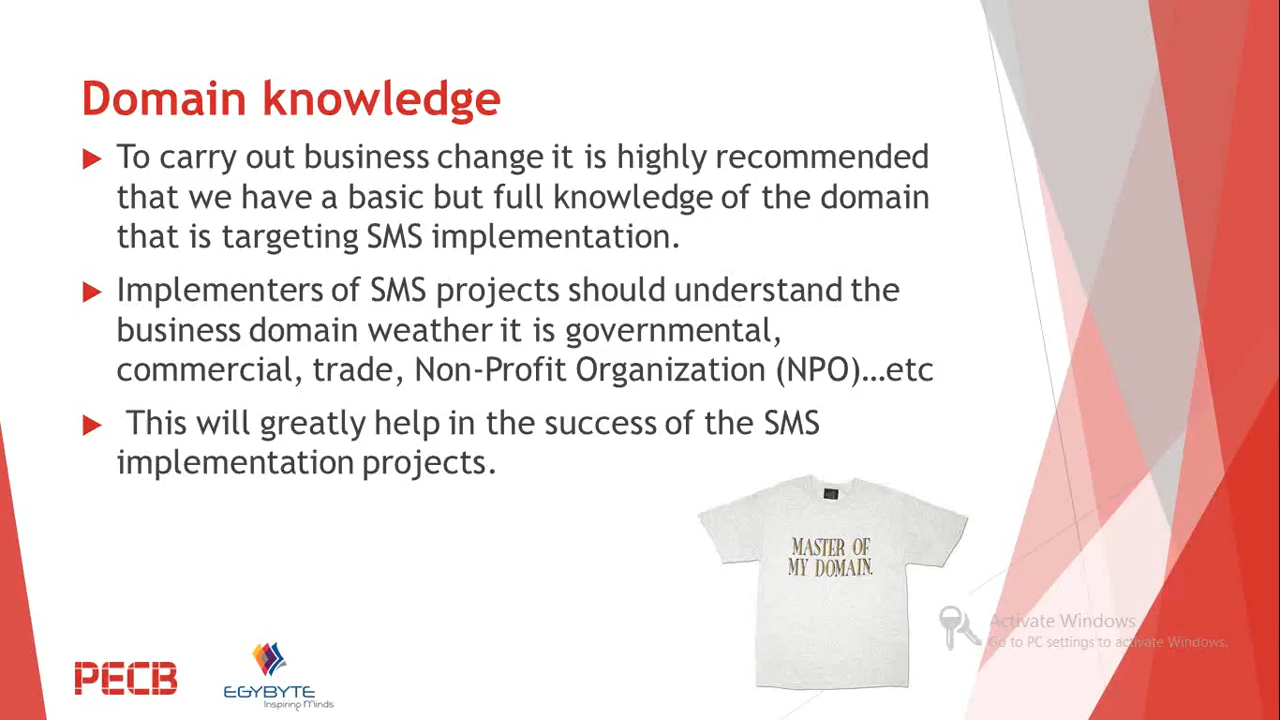 Domain knowledge
To carry out business change it is highly recommended
that we have a basic but full knowledge of the domain
that is targeting SMS implementation.
Implementers of SMS projects should understand the
business domain weather it is governmental,
commercial, trade, Non-Profit Organization (NPO)...etc
This will greatly help in the success of the SMS
implementation projects.
MASTER OF
MY DOMAIN.
Activate Windows
Go to PC settings to activate Windows.
PECB
EGYBYTE
Inspiring Minds